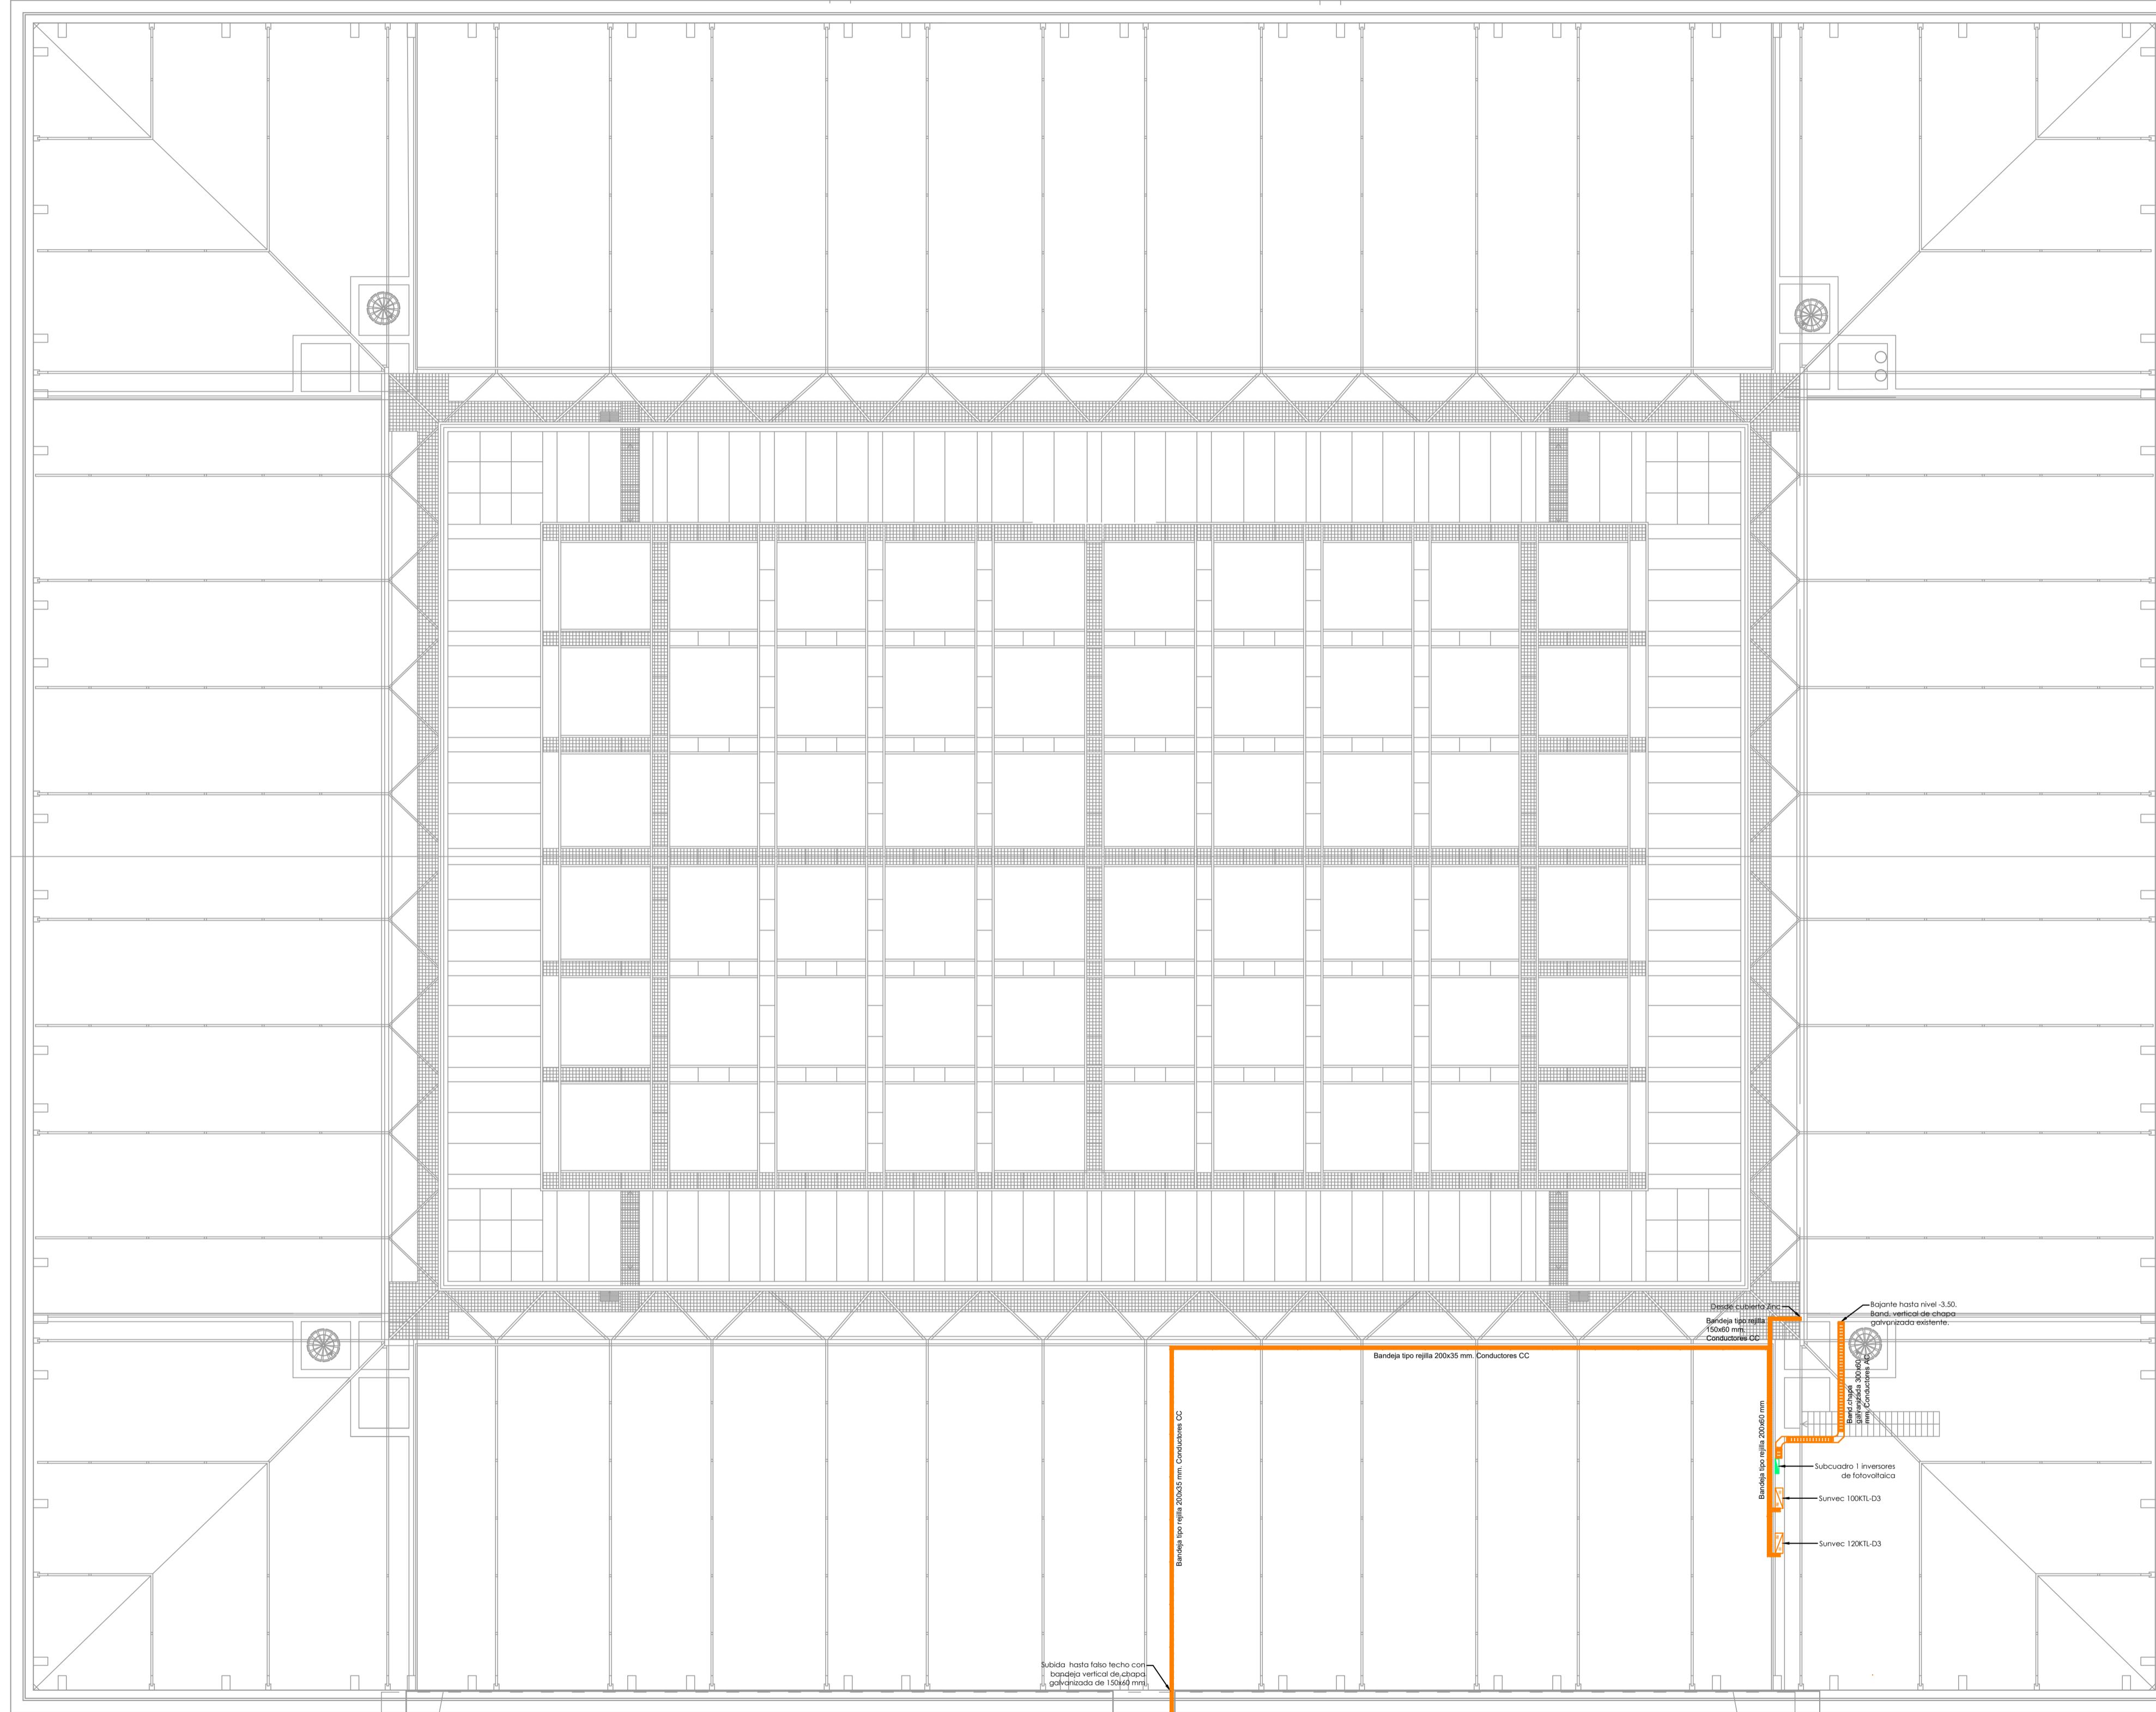 Desde cubierta Zinc
Bandeja tipo rejilla
150x60 mm.
Conductores CC
Bajante hasta nivel -3.50.
Band. vertical de chapa
galvanizada existente.
Bandeja tipo rejilla 200x35 mm. Conductores CC
Band.chapa
galvanizada 300x60
mm. Conductores AC
Bandeja tipo rejilla 200x60 mm
Bandeja tipo rejilla 200x35 mm. Conductores CC
Subcuadro 1 inversores
de fotovoltaica
Sunvec 100KTL-D3
Sunvec 120KTL-D3
Subida hasta falso techo con
bandeja vertical de chapa
galvanizada de 150x60 mm.